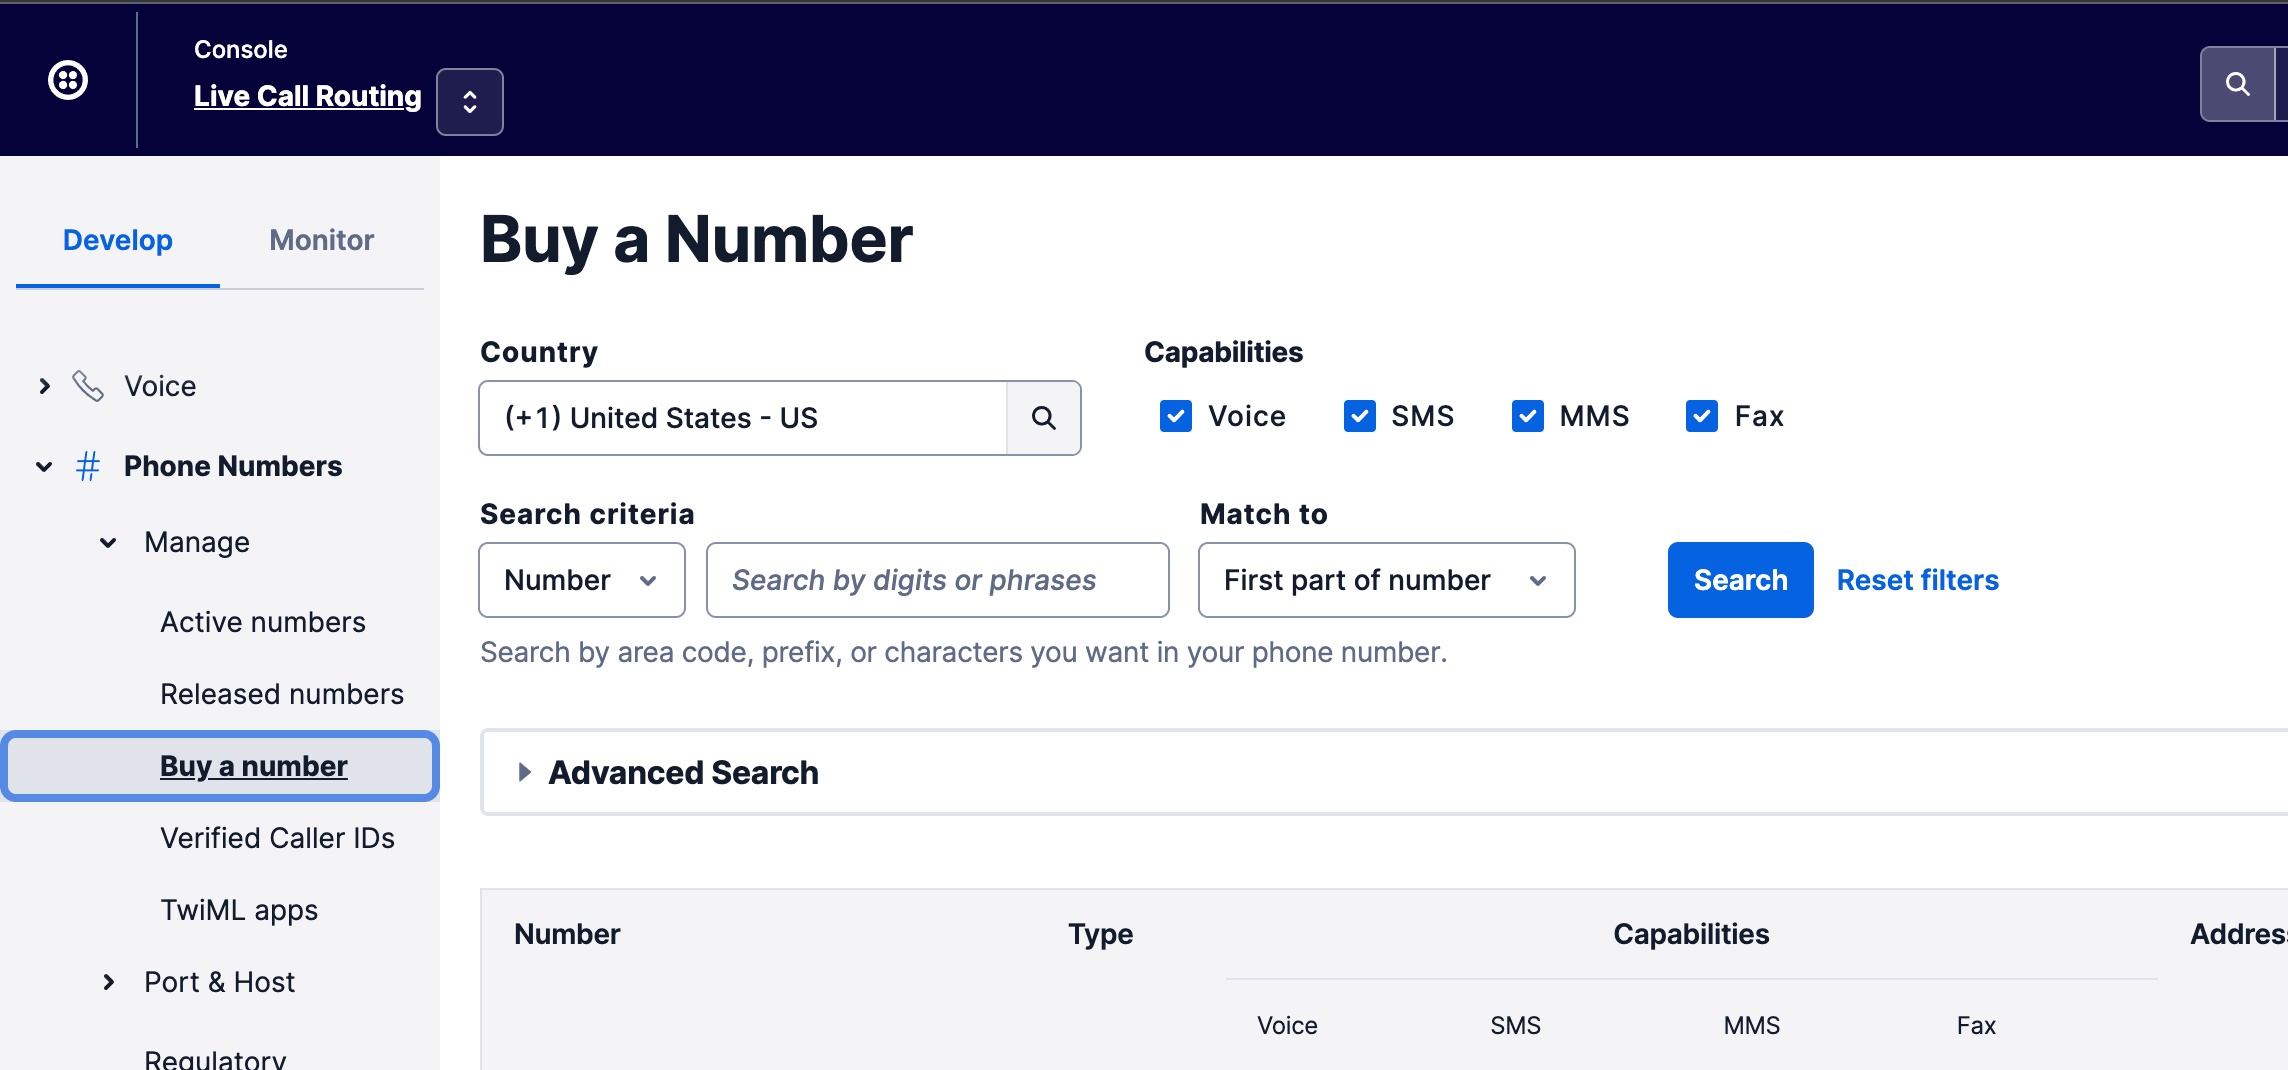 Console
Live Call Routing
Develop
Monitor
Voice
Phone Numbers
Manage
Active numbers
Released numbers
Buy a number
Verified Caller IDs
TwiML apps
Port & Host
Regulatory
Buy a Number
Country
(+1) United States - US
Capabilities
Voice
SMS
MMS
Fax
Search criteria
Number
Search by digits or phrases
Match to
First part of number
Search
Reset filters
Search by area code, prefix, or characters you want in your phone number.
Advanced Search
Number
Type
Capabilities
Addres
Voice
SMS
MMS
Fax